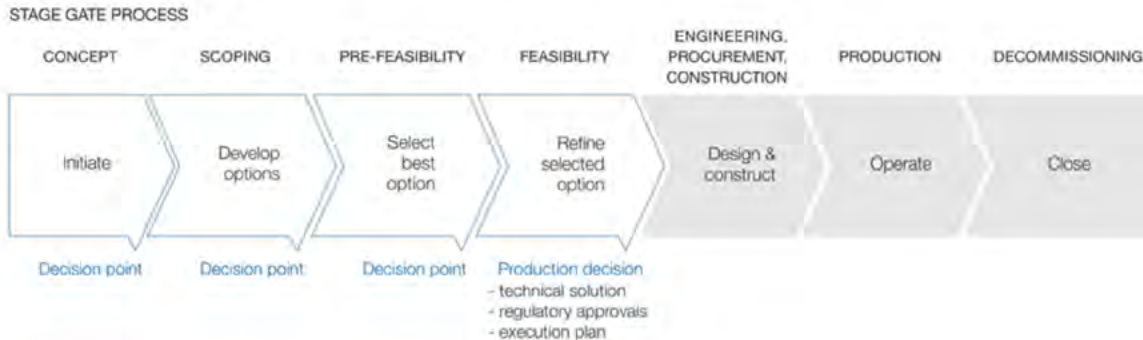 STAGE GATE PROCESS
CONCEPT
SCOPING
PRE-FEASIBILITY
FEASIBILITY
ENGINEERING,
PROCUREMENT,
CONSTRUCTION
PRODUCTION
DECOMMISSIONING
Initiate
Develop
options
Select
best
option
Refine
selected
option
Design &
construct
Operate
Close
Decision point
Decision point
Decision point
Production decision
- technical solution
- regulatory approvals
- execution plan